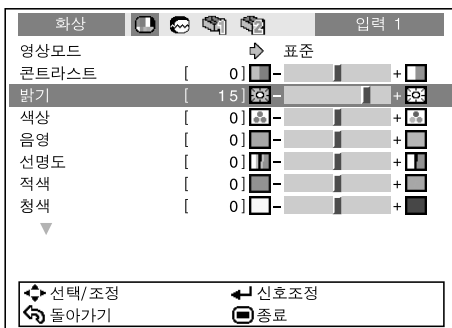 화상 입력 1
영상모드 표준
콘트라스트 [ 0] - +
밝기 [ 15] - +
색상 [ 0] - +
음영 [ 0] - +
선명도 [ 0] - +
적색 [ 0] - +
청색 [ 0] - +
선택/조정 신호조정
돌아가기 종료